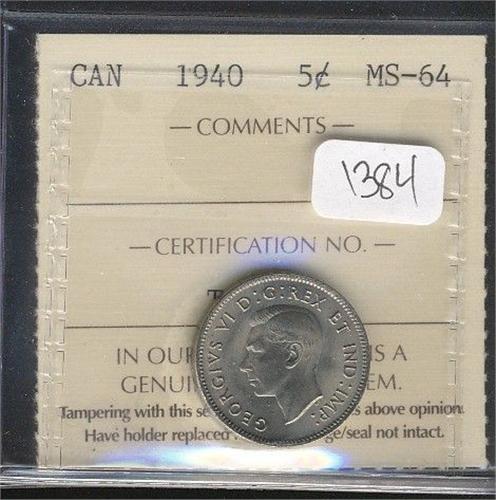 CAN 1940 5¢ MS-64
— COMMENTS —
1384
— CERTIFICATION NO. —
GEORGIVS VI D:G:REX ET IND:IMP:
IN OUR IS A
GENUI EM.
Tampering with this se s above opinion.
Have holder replaced ge/seal not intact.